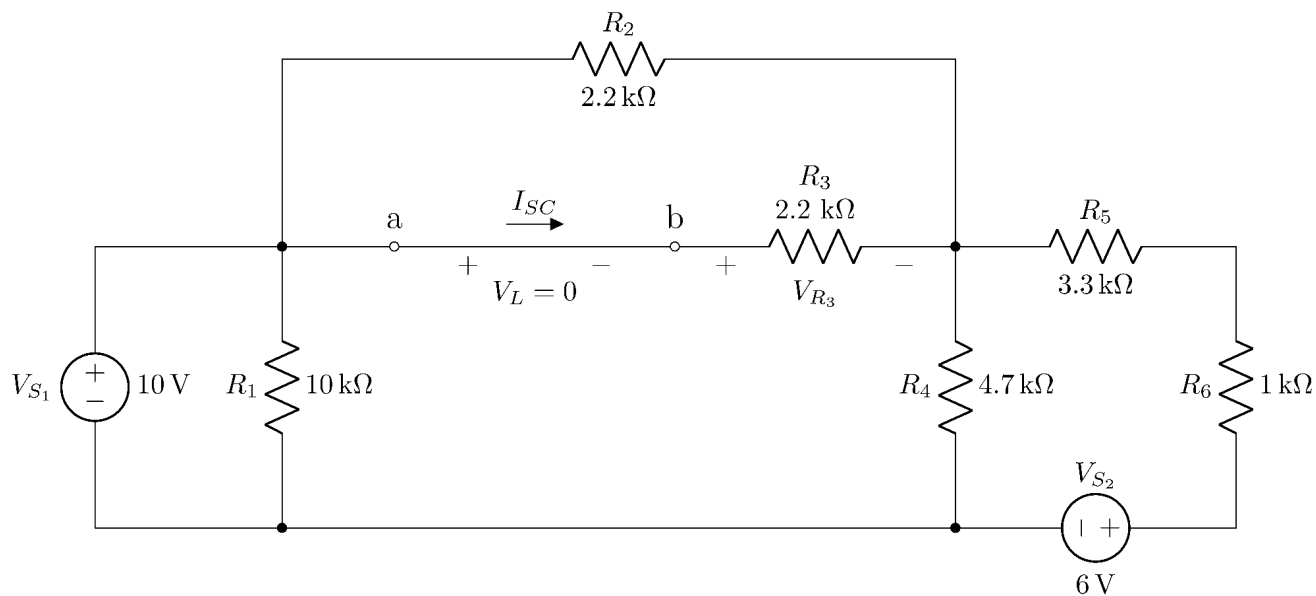 R2
2.2 kΩ
ISC
a
b
R3
2.2 kΩ
R5
3.3 kΩ
+
−
+
−
VL = 0
VR3
VS1
+
−
10 V
R1
10 kΩ
R4
4.7 kΩ
R6
1 kΩ
VS2
− +
6 V